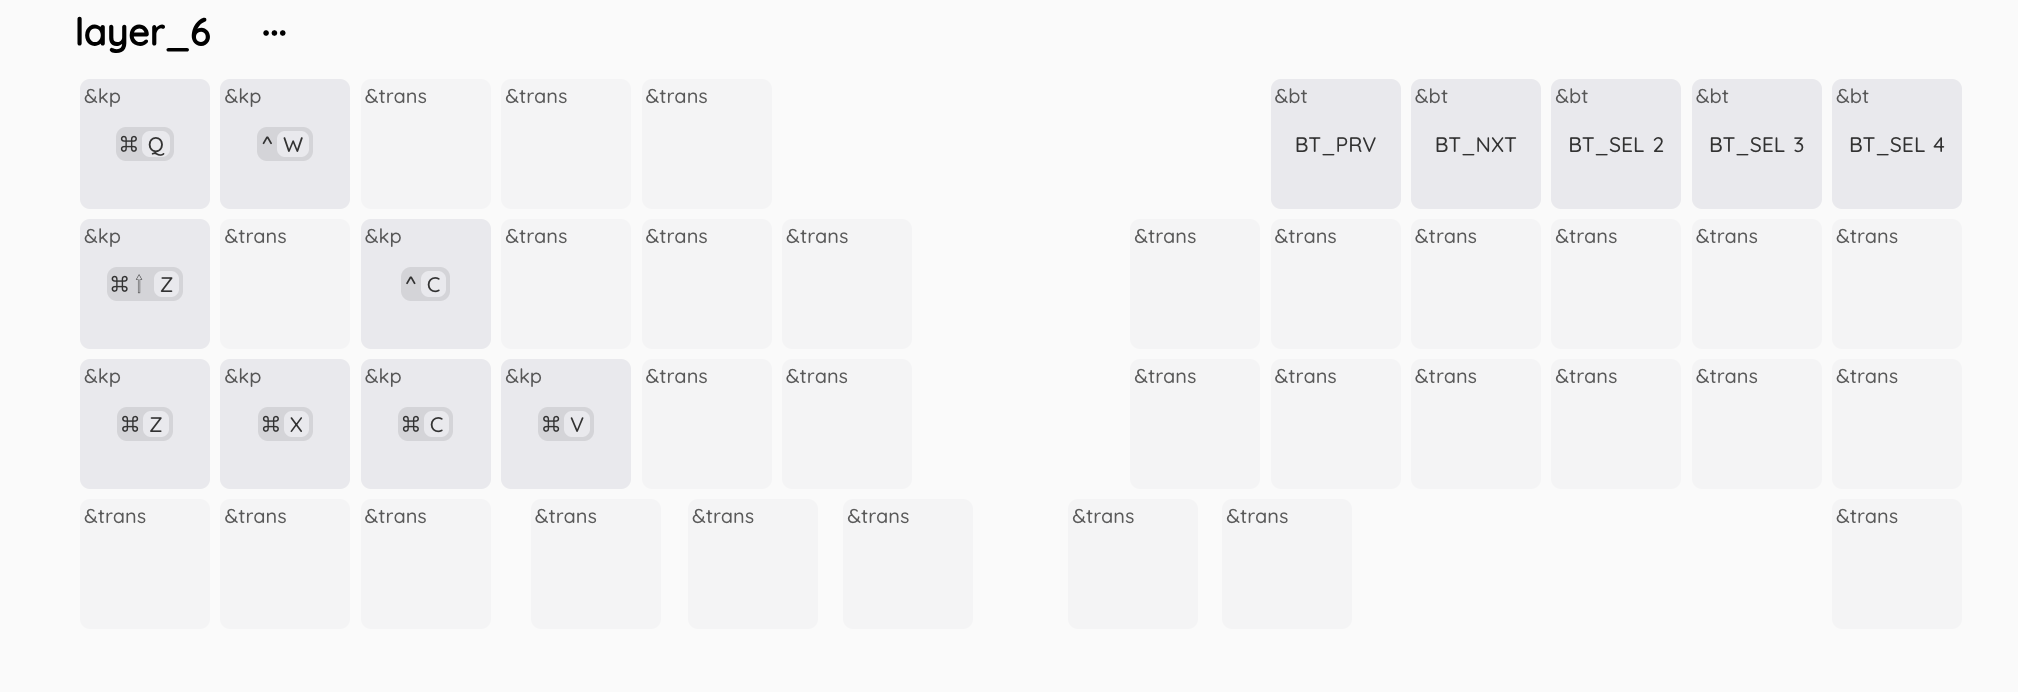 layer_6 •••
&kp &kp &trans &trans &trans &bt &bt &bt &bt &bt
⌘ Q ^ W BT_PRV BT_NXT BT_SEL 2 BT_SEL 3 BT_SEL 4
&kp &trans &kp &trans &trans &trans &trans &trans &trans &trans &trans &trans
⌘⇧ Z ^ C
&kp &kp &kp &kp &trans &trans &trans &trans &trans &trans &trans &trans
⌘ Z ⌘ X ⌘ C ⌘ V
&trans &trans &trans &trans &trans &trans &trans &trans &trans